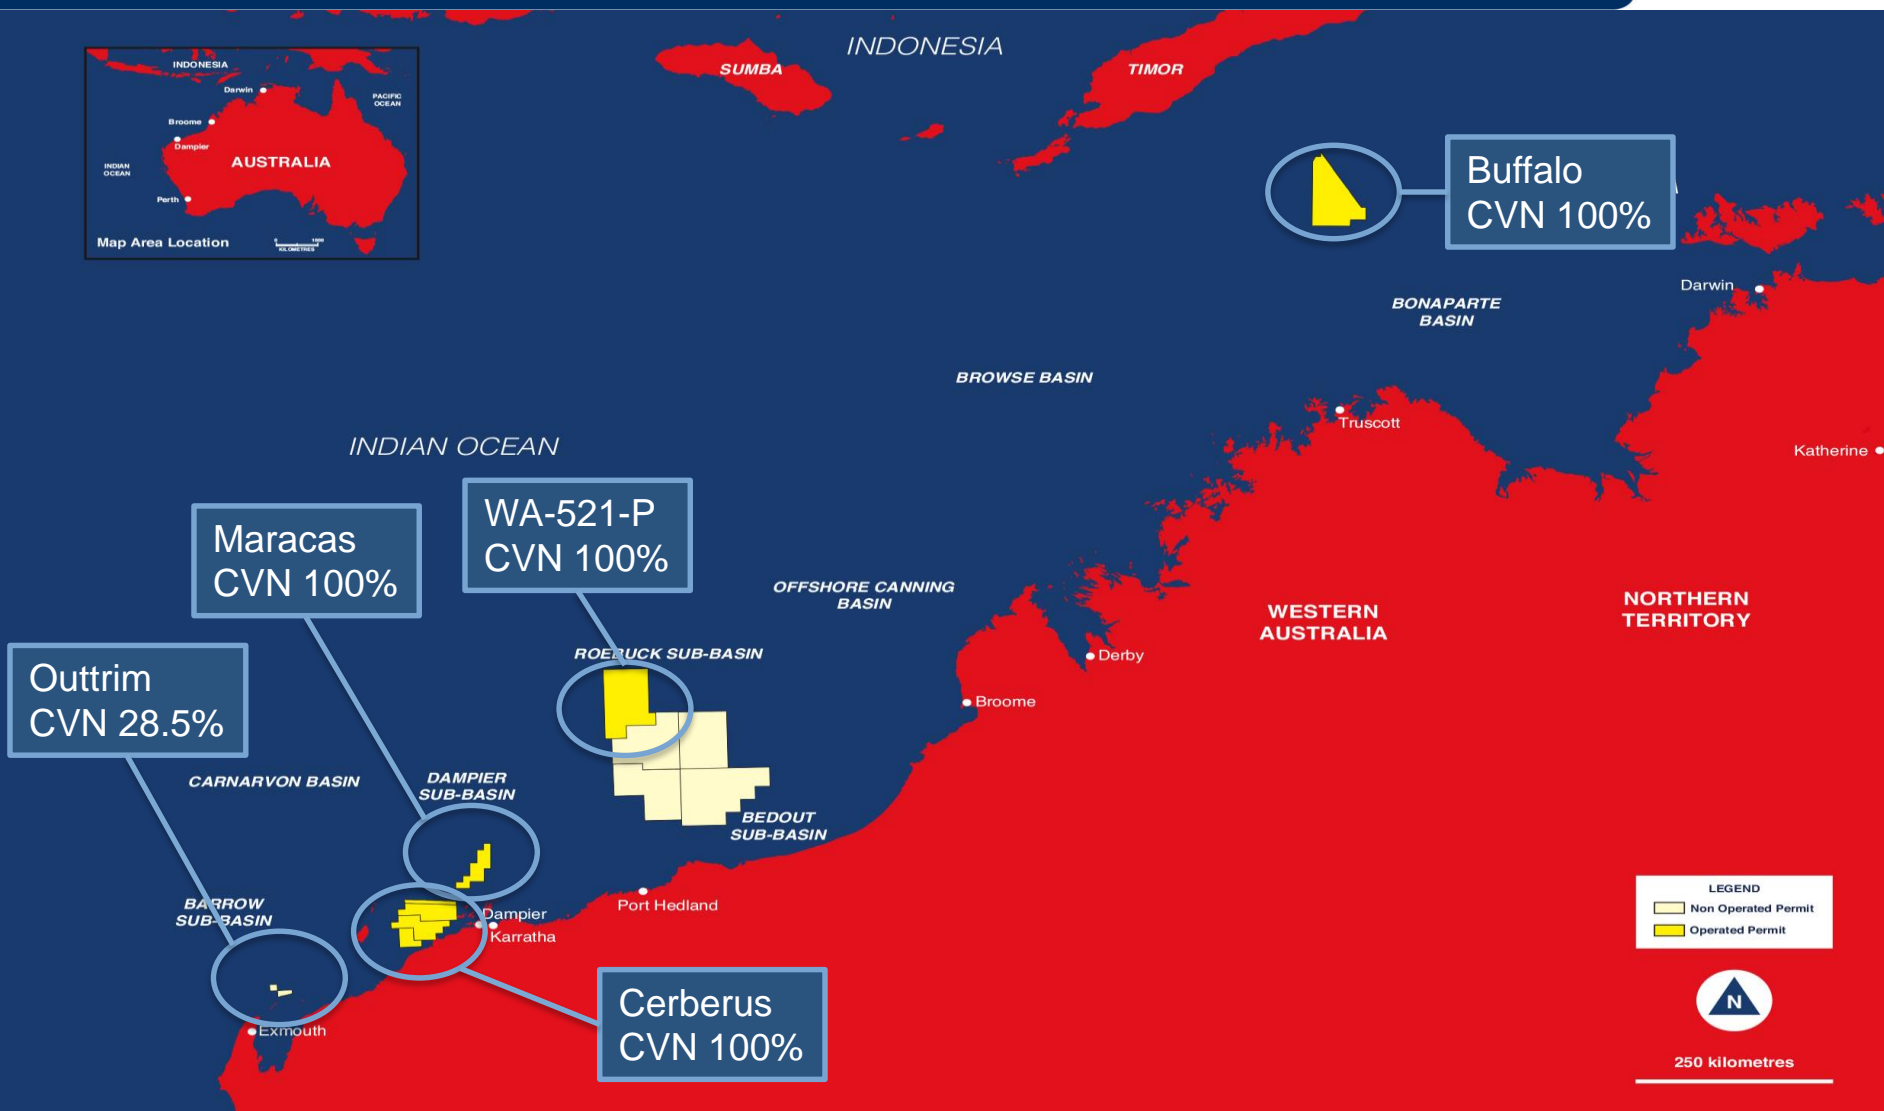 INDONESIA
SUMBA
TIMOR
INDONESIA
Darwin
PACIFIC
OCEAN
Broome
Dampier
INDIAN
OCEAN
AUSTRALIA
Perth
Map Area Location
0 1000
KILOMETRES
Buffalo
CVN 100%
A
Darwin
BONAPARTE
BASIN
BROWSE BASIN
Truscott
Katherine
INDIAN OCEAN
WA-521-P
CVN 100%
Maracas
CVN 100%
OFFSHORE CANNING
BASIN
WESTERN
AUSTRALIA
NORTHERN
TERRITORY
ROEBUCK SUB-BASIN
Derby
Outtrim
CVN 28.5%
Broome
CARNARVON BASIN
DAMPIER
SUB-BASIN
BEDOUT
SUB-BASIN
BARROW
SUB-BASIN
Port Hedland
Dampier
Karratha
LEGEND
Non Operated Permit
Operated Permit
Cerberus
CVN 100%
N
Exmouth
250 kilometres